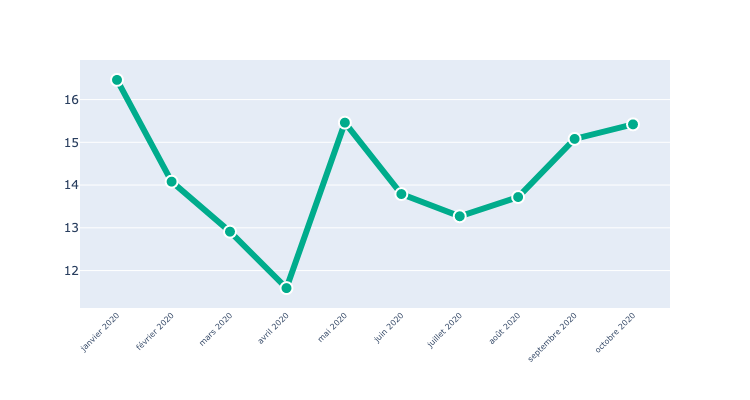 16
15
14
13
12
janvier 2020
février 2020
mars 2020
avril 2020
mai 2020
juin 2020
juillet 2020
août 2020
septembre 2020
octobre 2020